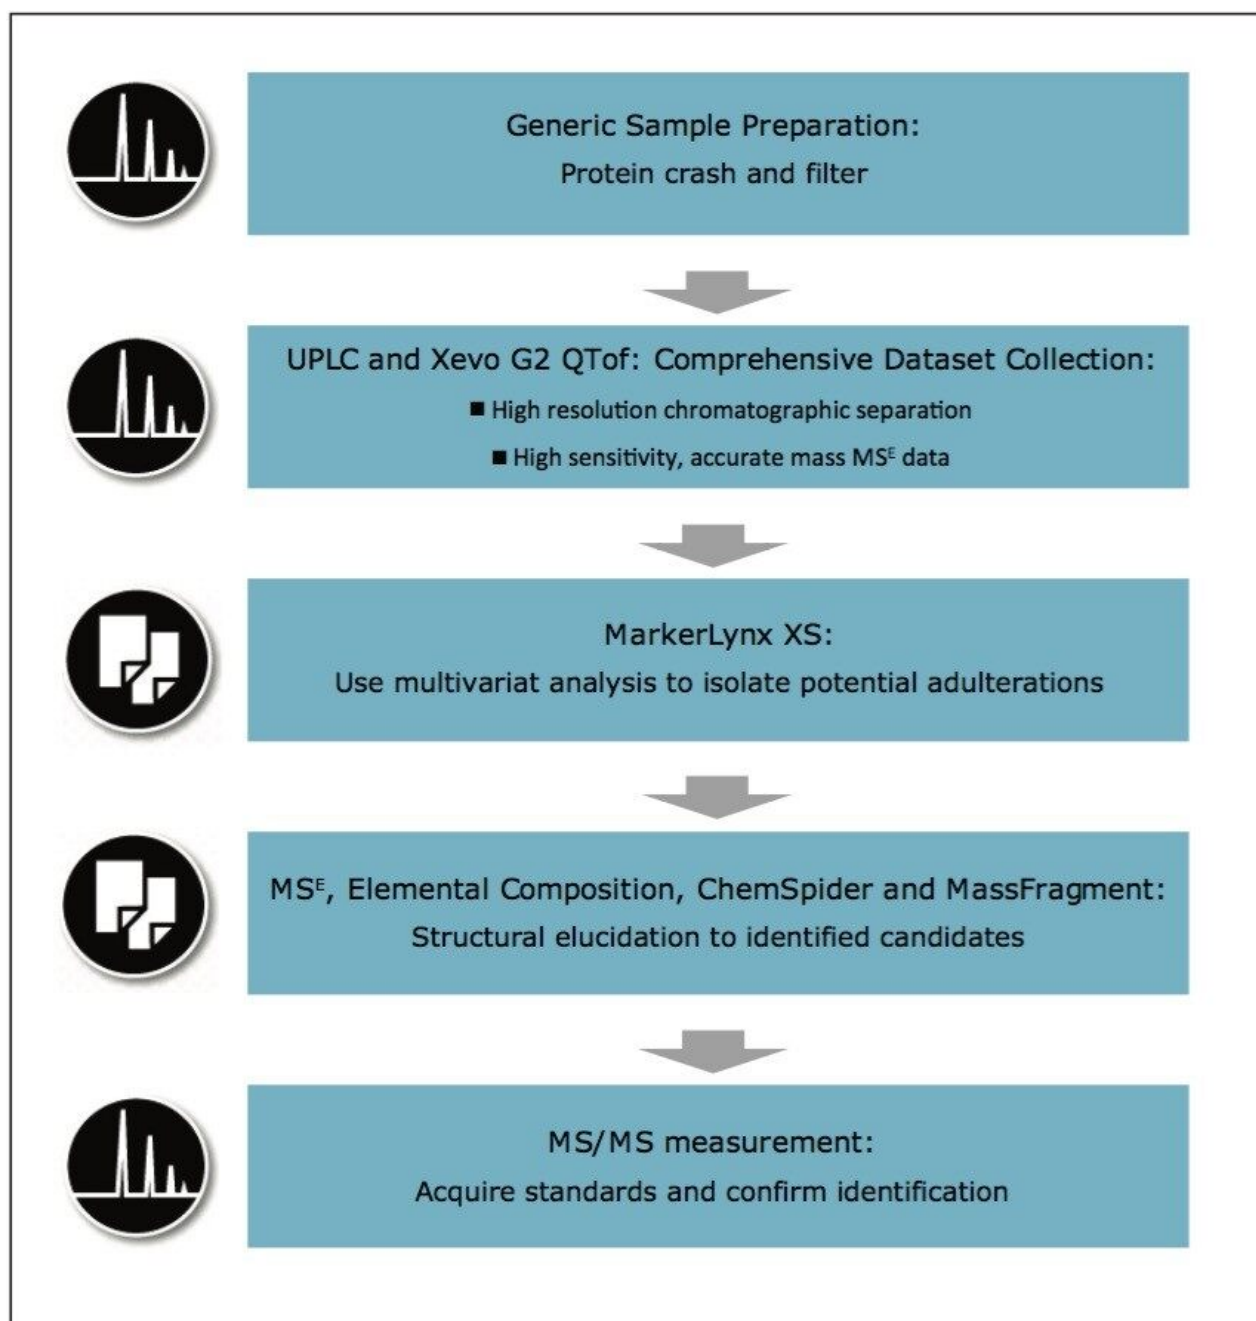 Generic Sample Preparation:
Protein crash and filter
UPLC and Xevo G2 QTof: Comprehensive Dataset Collection:
■ High resolution chromatographic separation
■ High sensitivity, accurate mass MSᴱ data
MarkerLynx XS:
Use multivariat analysis to isolate potential adulterations
MSᴱ, Elemental Composition, ChemSpider and MassFragment:
Structural elucidation to identified candidates
MS/MS measurement:
Acquire standards and confirm identification